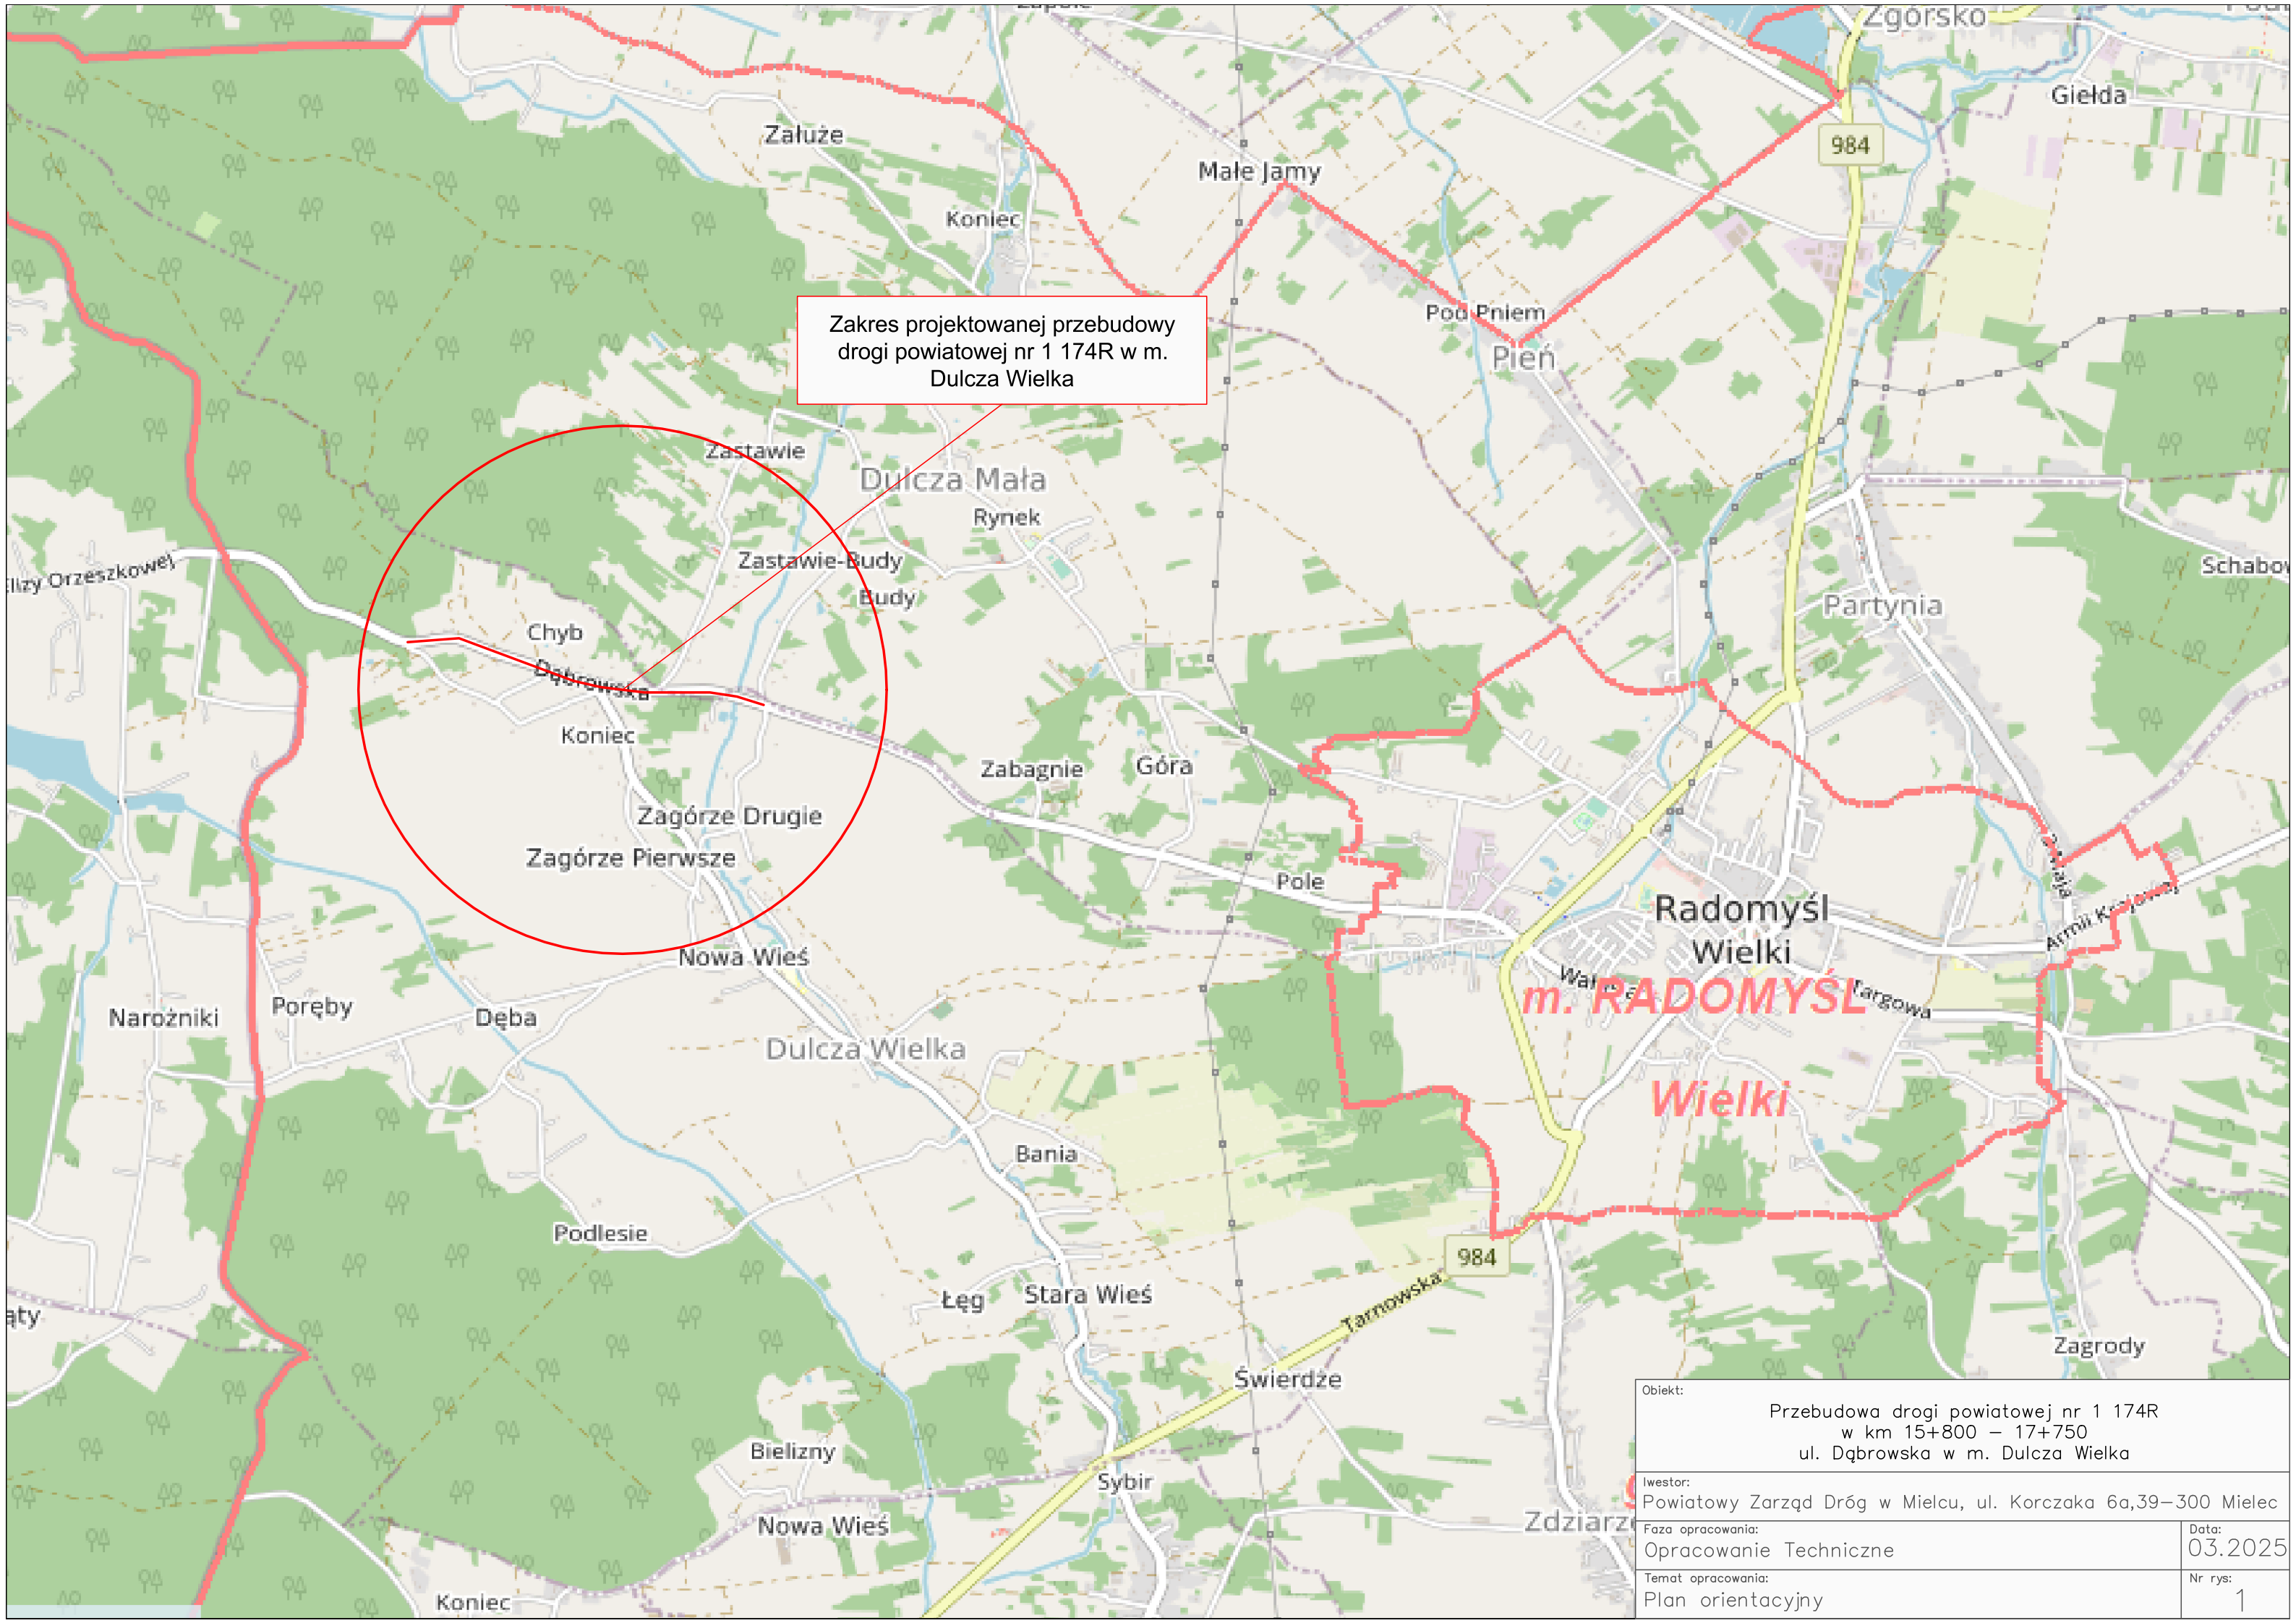 Zgórsko
Giełda
984
Załuże
Małe Jamy
Koniec
Pod Pniem
Pień
Zakres projektowanej przebudowy
drogi powiatowej nr 1 174R w m.
Dulcza Wielka
Zastawie
Dulcza Mała
Rynek
Zastawie-Budy
Budy
Elizy Orzeszkowej
Partynia
Chyb
Dąbrowska
Koniec
Zabagnie
Góra
Zagórze Drugie
Zagórze Pierwsze
Pole
Radomyśl
Wielki
Armii Krajowej
Nowa Wieś
m. RADOMYŚL
Wielki
Targowa
Narożniki
Poręby
Dęba
Dulcza Wielka
Bania
Podlesie
984
Łęg
Stara Wieś
Tarnowska
Świerdże
Zagrody
Bielizny
Sybir
Nowa Wieś
Koniec
Obiekt:
Przebudowa drogi powiatowej nr 1 174R
w km 15+800 – 17+750
ul. Dąbrowska w m. Dulcza Wielka
Iwestor:
Powiatowy Zarząd Dróg w Mielcu, ul. Korczaka 6a,39–300 Mielec
Faza opracowania:
Opracowanie Techniczne
Data:
03.2025
Temat opracowania:
Plan orientacyjny
Nr rys:
1